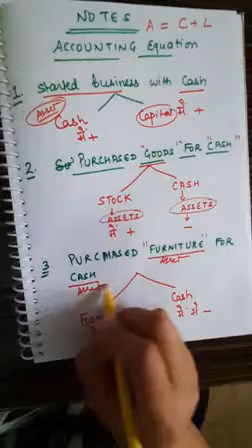 NOTES A = C + L
ACCOUNTING Equation
1. started business with Cash
Asset Cash में + Capital में +
2. PURCHASED "GOODS" FOR "CASH"
STOCK CASH
ASSETS ASSETS
में + −
3 PURCHASED "FURNITURE" FOR
CASH Asset
Asset
Cash
में से −